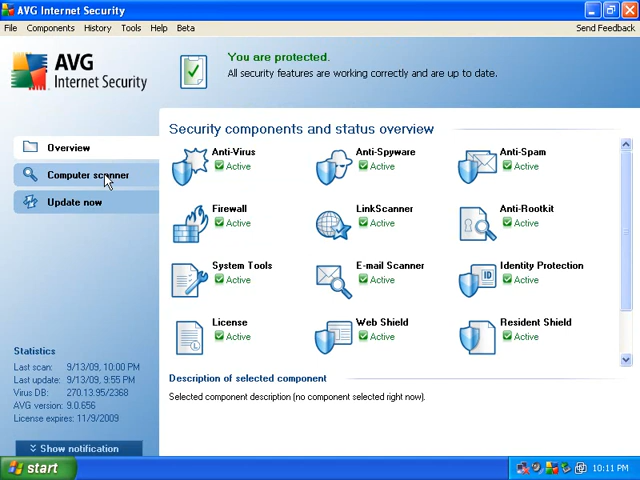 AVG Internet Security
File Components History Tools Help Beta Send Feedback
AVG
Internet Security
You are protected.
All security features are working correctly and are up to date.
Overview
Computer scanner
Update now
Security components and status overview
Anti-Virus
Active
Anti-Spyware
Active
Anti-Spam
Active
Firewall
Active
LinkScanner
Active
Anti-Rootkit
Active
System Tools
Active
E-mail Scanner
Active
Identity Protection
Active
License
Active
Web Shield
Active
Resident Shield
Active
Statistics
Last scan: 9/13/09, 10:00 PM
Last update: 9/13/09, 9:55 PM
Virus DB: 270.13.95/2368
AVG version: 9.0.656
License expires: 11/9/2009
Description of selected component
Selected component description (no component selected right now).
Show notification
start
10:11 PM